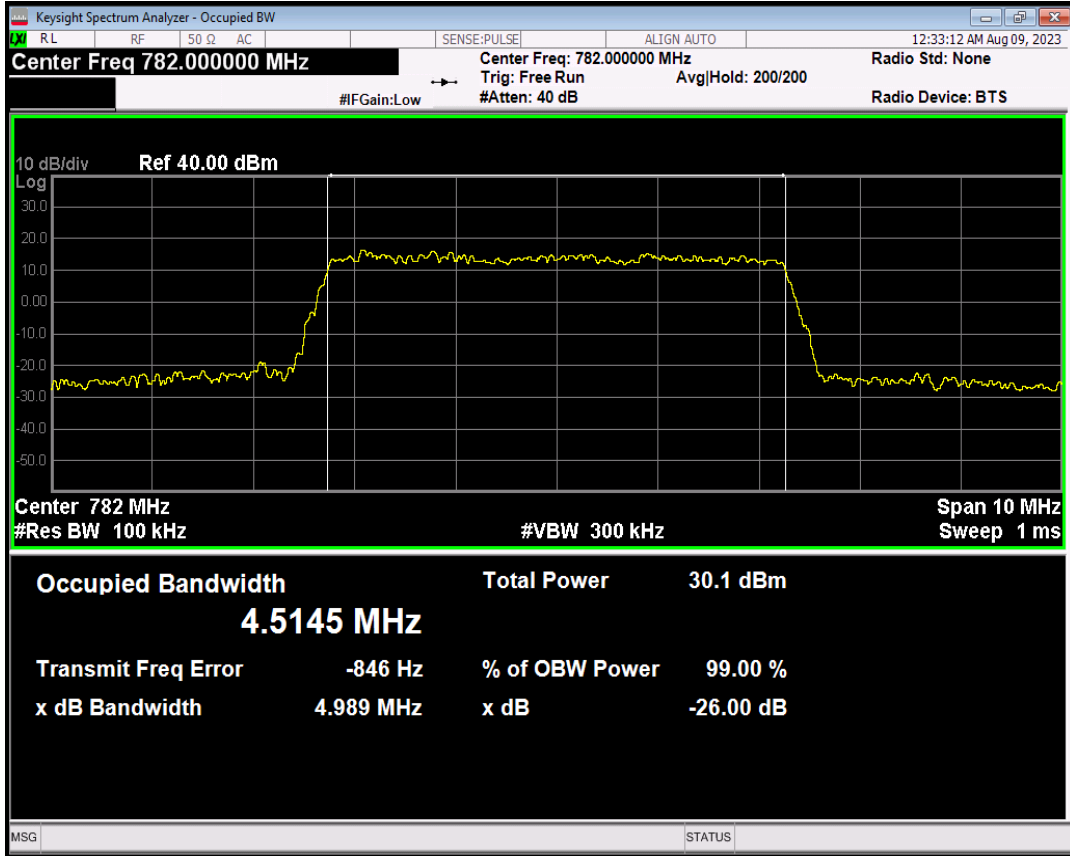 Keysight Spectrum Analyzer - Occupied BW
LXI RL RF 50 Ω AC SENSE:PULSE ALIGN AUTO 12:33:12 AM Aug 09, 2023
Center Freq 782.000000 MHz Center Freq: 782.000000 MHz Radio Std: None
Trig: Free Run Avg|Hold: 200/200
#IFGain:Low #Atten: 40 dB Radio Device: BTS
10 dB/div Ref 40.00 dBm
Log
30.0
20.0
10.0
0.00
-10.0
-20.0
-30.0
-40.0
-50.0
Center 782 MHz Span 10 MHz
#Res BW 100 kHz #VBW 300 kHz Sweep 1 ms
Occupied Bandwidth Total Power 30.1 dBm
4.5145 MHz
Transmit Freq Error -846 Hz % of OBW Power 99.00 %
x dB Bandwidth 4.989 MHz x dB -26.00 dB
MSG STATUS